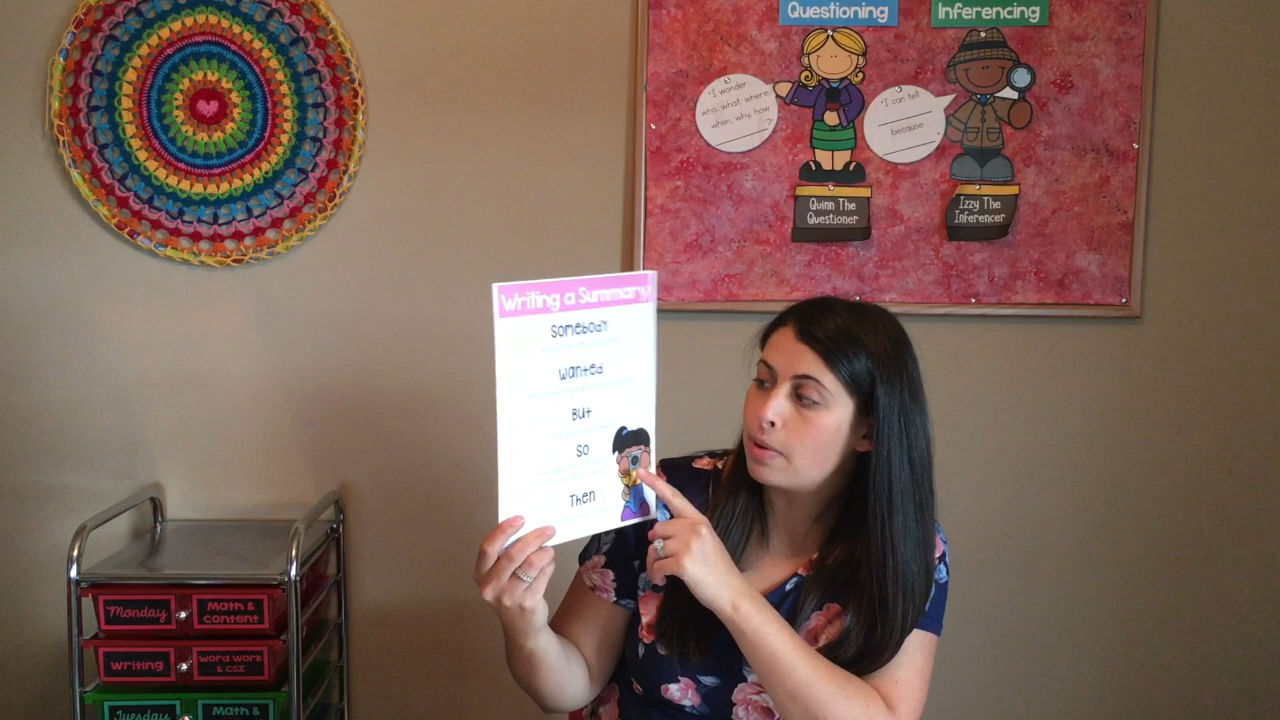 Questioning
Inferencing
"I wonder
who, what, where
when, why, how
?"
"I can tell
because
Quinn The
Questioner
Izzy The
Inferencer
Writing a Summary
Somebody
Wanted
But
So
Then
Monday
Math &
Content
Writing
Word Work
& CSI
Tuesday
Math &